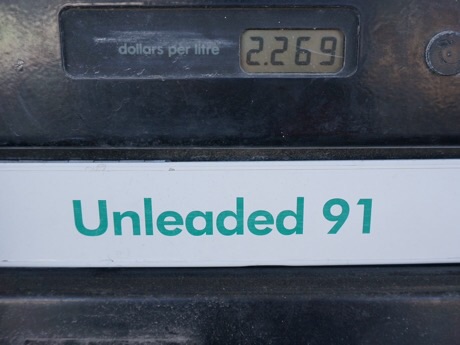 dollars per litre 2.269
Unleaded 91